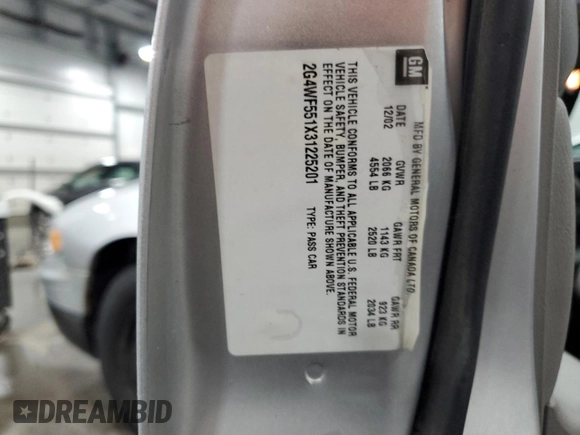 GM
MFD BY GENERAL MOTORS OF CANADA LTD.
DATE GVWR GAWR FRT GAWR RR
12/02 2066 KG 1143 KG 923 KG
4554 LB 2520 LB 2034 LB
THIS VEHICLE CONFORMS TO ALL APPLICABLE U.S. FEDERAL MOTOR
VEHICLE SAFETY, BUMPER, AND THEFT PREVENTION STANDARDS IN
EFFECT ON THE DATE OF MANUFACTURE SHOWN ABOVE.
2G4WF551X31225201 TYPE: PASS CAR
DREAMBID